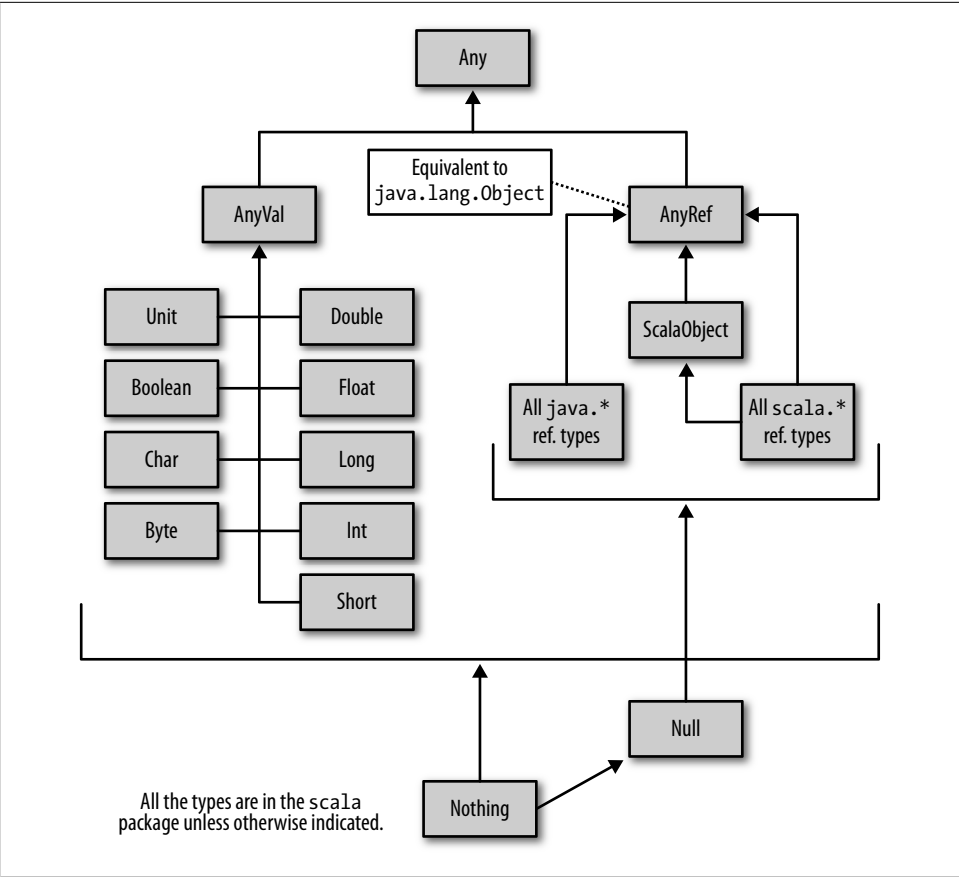 Any
Equivalent to
java.lang.Object
AnyVal
AnyRef
Unit
Double
ScalaObject
Boolean
Float
All java.*
ref. types
All scala.*
ref. types
Char
Long
Byte
Int
Short
Null
Nothing
All the types are in the scala
package unless otherwise indicated.